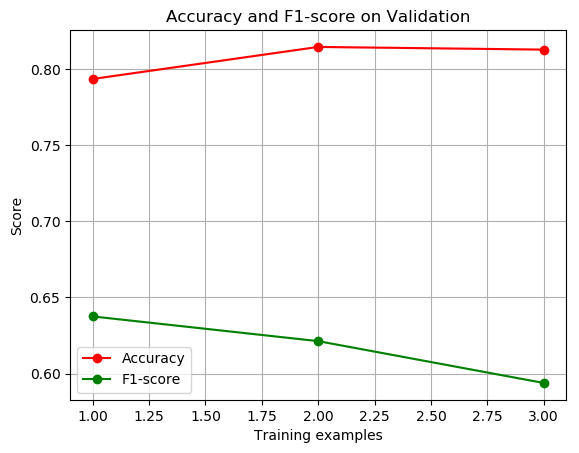 Accuracy and F1-score on Validation
0.80
0.75
0.70
0.65
0.60
Score
Accuracy
F1-score
1.00 1.25 1.50 1.75 2.00 2.25 2.50 2.75 3.00
Training examples